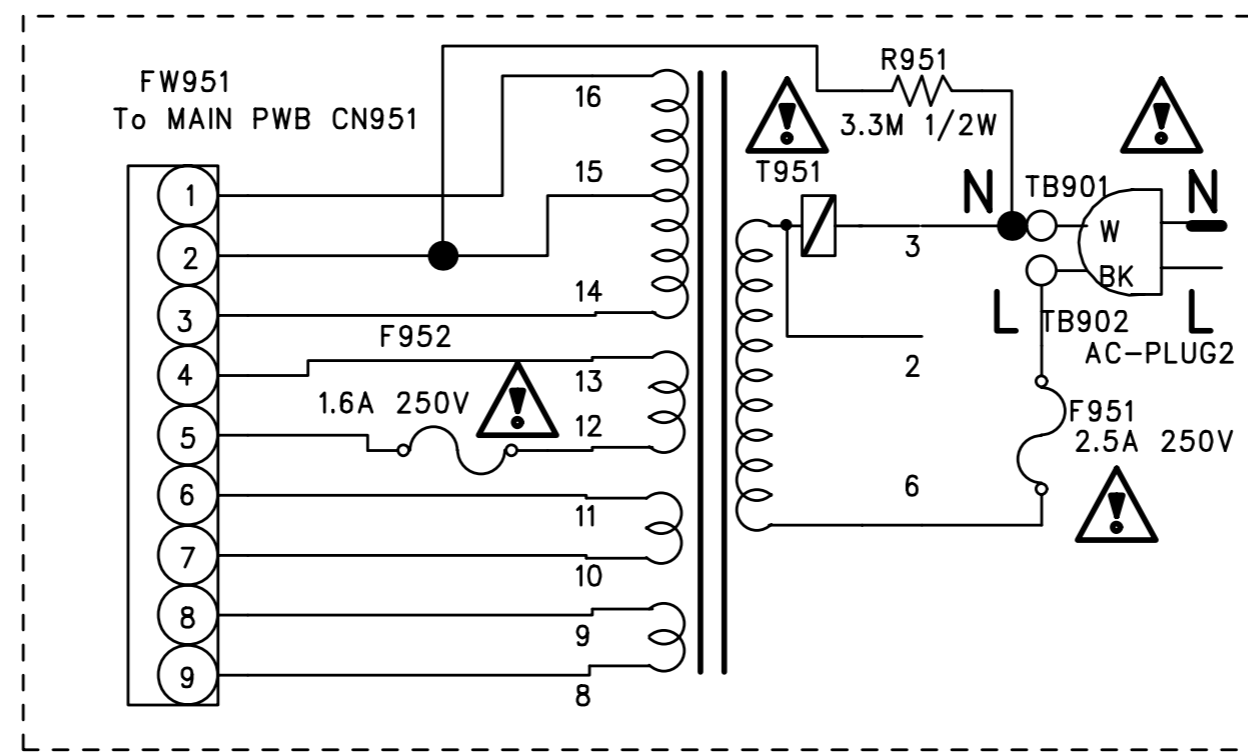 FW951
To MAIN PWB CN951
1
2
3
4
5
6
7
8
9
16
15
14
F952
13
1.6A 250V
12
11
10
9
8
R951
3.3M 1/2W
T951
3
2
6
N
TB901
W
BK
N
L
TB902
L
AC-PLUG2
F951
2.5A 250V